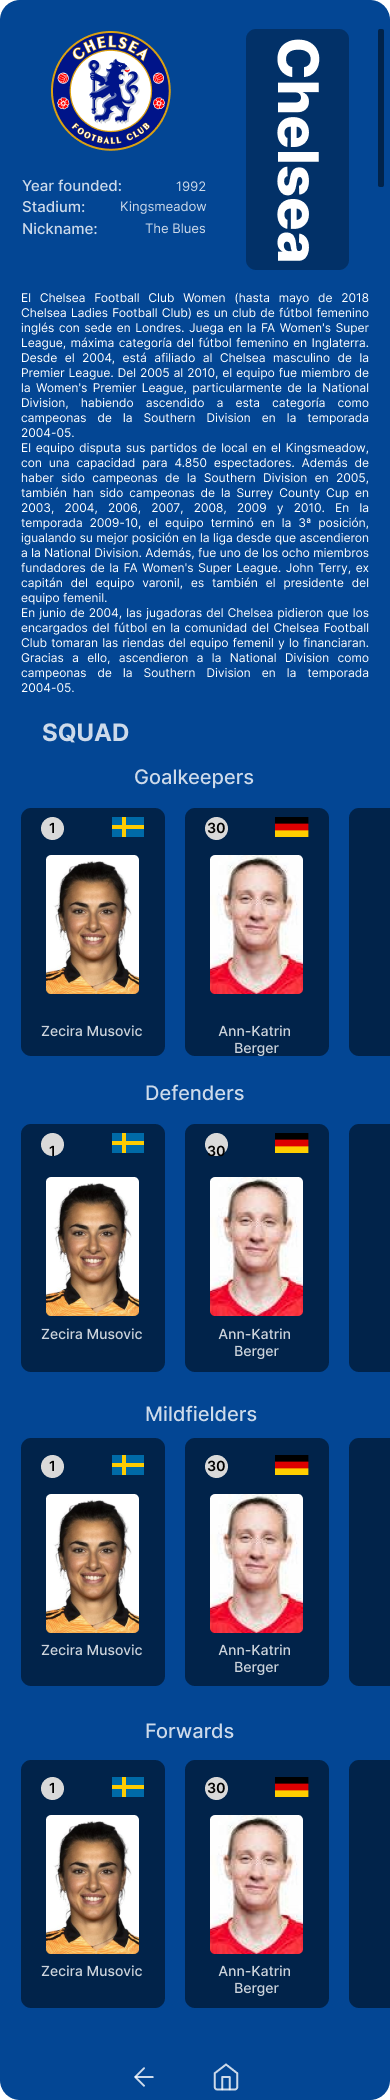 CHELSEA
FOOTBALL CLUB
Chelsea
Year founded: 1992
Stadium: Kingsmeadow
Nickname: The Blues
El Chelsea Football Club Women (hasta mayo de 2018
Chelsea Ladies Football Club) es un club de fútbol femenino
inglés con sede en Londres. Juega en la FA Women's Super
League, máxima categoría del fútbol femenino en Inglaterra.
Desde el 2004, está afiliado al Chelsea masculino de la
Premier League. Del 2005 al 2010, el equipo fue miembro de
la Women's Premier League, particularmente de la National
Division, habiendo ascendido a esta categoría como
campeonas de la Southern Division en la temporada
2004-05.
El equipo disputa sus partidos de local en el Kingsmeadow,
con una capacidad para 4.850 espectadores. Además de
haber sido campeonas de la Southern Division en 2005,
también han sido campeonas de la Surrey County Cup en
2003, 2004, 2006, 2007, 2008, 2009 y 2010. En la
temporada 2009-10, el equipo terminó en la 3ª posición,
igualando su mejor posición en la liga desde que ascendieron
a la National Division. Además, fue uno de los ocho miembros
fundadores de la FA Women's Super League. John Terry, ex
capitán del equipo varonil, es también el presidente del
equipo femenil.
En junio de 2004, las jugadoras del Chelsea pidieron que los
encargados del fútbol en la comunidad del Chelsea Football
Club tomaran las riendas del equipo femenil y lo financiaran.
Gracias a ello, ascendieron a la National Division como
campeonas de la Southern Division en la temporada
2004-05.
SQUAD
Goalkeepers
1
30
Zecira Musovic
Ann-Katrin
Berger
Defenders
1
30
Zecira Musovic
Ann-Katrin
Berger
Mildfielders
1
30
Zecira Musovic
Ann-Katrin
Berger
Forwards
1
30
Zecira Musovic
Ann-Katrin
Berger